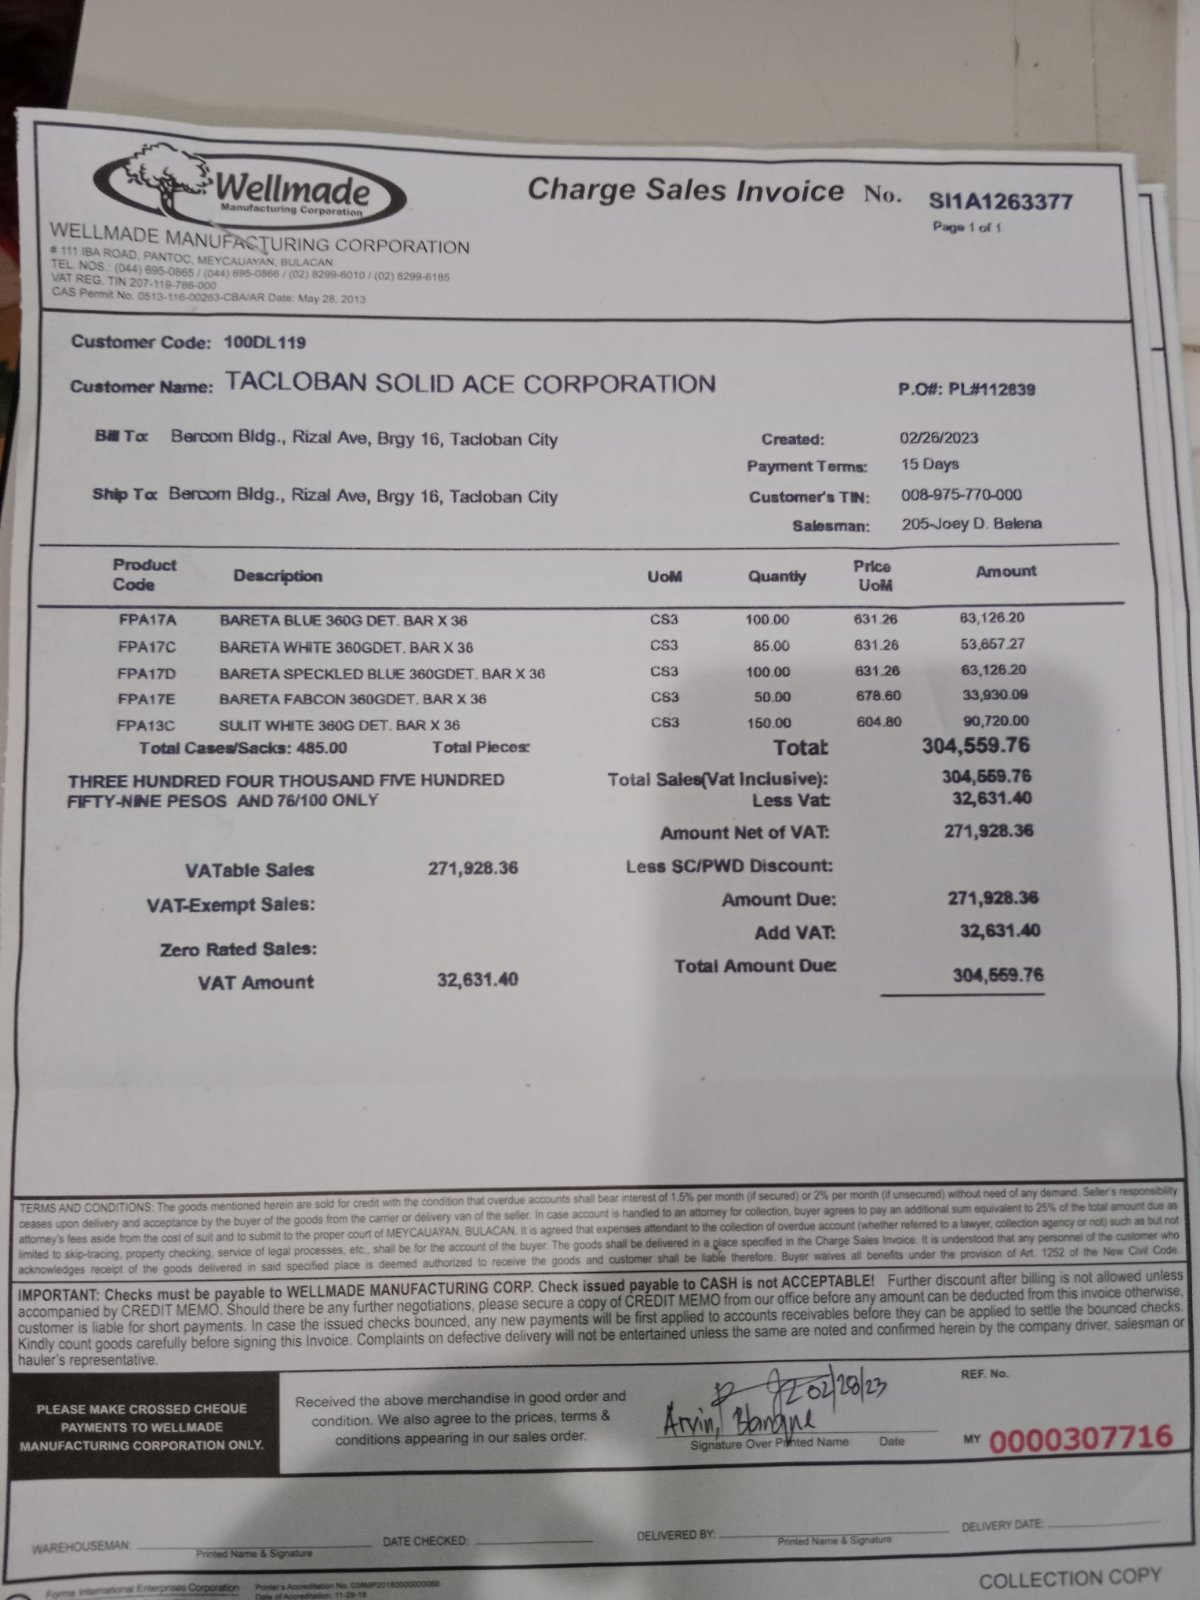 Wellmade
Manufacturing Corporation
Charge Sales Invoice No. SI1A1263377
Page 1 of 1
WELLMADE MANUFACTURING CORPORATION
# 111 IBA ROAD, PANTOC, MEYCAUAYAN, BULACAN
TEL. NOS.: (044) 695-0865 / (044) 695-0866 / (02) 8299-6010 / (02) 8299-6185
VAT REG. TIN 207-119-786-000
CAS Permit No. 0513-116-00263-CBA/AR Date: May 28, 2013
Customer Code: 100DL119
Customer Name: TACLOBAN SOLID ACE CORPORATION P.O#: PL#112839
Bill To: Bercom Bldg., Rizal Ave, Brgy 16, Tacloban City Created: 02/26/2023
Payment Terms: 15 Days
Ship To: Bercom Bldg., Rizal Ave, Brgy 16, Tacloban City Customer's TIN: 008-975-770-000
Salesman: 205-Joey D. Belena
Product Code Description UoM Quantiy Price UoM Amount
FPA17A BARETA BLUE 360G DET. BAR X 36 CS3 100.00 631.26 63,126.20
FPA17C BARETA WHITE 360GDET. BAR X 36 CS3 85.00 631.26 53,657.27
FPA17D BARETA SPECKLED BLUE 360GDET. BAR X 36 CS3 100.00 631.26 63,126.20
FPA17E BARETA FABCON 360GDET. BAR X 36 CS3 50.00 678.60 33,930.09
FPA13C SULIT WHITE 360G DET. BAR X 36 CS3 150.00 604.80 90,720.00
Total Cases/Sacks: 485.00 Total Pieces: Total: 304,559.76
THREE HUNDRED FOUR THOUSAND FIVE HUNDRED Total Sales(Vat Inclusive): 304,559.76
FIFTY-NINE PESOS AND 76/100 ONLY Less Vat: 32,631.40
Amount Net of VAT: 271,928.36
VATable Sales 271,928.36 Less SC/PWD Discount:
VAT-Exempt Sales: Amount Due: 271,928.36
Zero Rated Sales: Add VAT: 32,631.40
VAT Amount 32,631.40 Total Amount Due: 304,559.76
TERMS AND CONDITIONS: The goods mentioned herein are sold for credit with the condition that overdue accounts shall bear interest of 1.5% per month (if secured) or 2% per month (if unsecured) without need of any demand. Seller's responsibility
ceases upon delivery and acceptance by the buyer of the goods from the carrier or delivery van of the seller. In case account is handled to an attorney for collection, buyer agrees to pay an additional sum equivalent to 25% of the total amount due as
attorney's fees aside from the cost of suit and to submit to the proper court of MEYCAUAYAN, BULACAN. It is agreed that expenses attendant to the collection of overdue account (whether referred to a lawyer, collection agency or not) such as but not
limited to skip-tracing, property checking, service of legal processes, etc., shall be for the account of the buyer. The goods shall be delivered in a place specified in the Charge Sales Invoice. It is understood that any personnel of the customer who
acknowledges receipt of the goods delivered in said specified place is deemed authorized to receive the goods and customer shall be liable therefore. Buyer waives all benefits under the provision of Art. 1252 of the New Civil Code.
IMPORTANT: Checks must be payable to WELLMADE MANUFACTURING CORP. Check issued payable to CASH is not ACCEPTABLE! Further discount after billing is not allowed unless
accompanied by CREDIT MEMO. Should there be any further negotiations, please secure a copy of CREDIT MEMO from our office before any amount can be deducted from this invoice otherwise,
customer is liable for short payments. In case the issued checks bounced, any new payments will be first applied to accounts receivables before they can be applied to settle the bounced checks.
Kindly count goods carefully before signing this Invoice. Complaints on defective delivery will not be entertained unless the same are noted and confirmed herein by the company driver, salesman or
hauler's representative.
PLEASE MAKE CROSSED CHEQUE
PAYMENTS TO WELLMADE
MANUFACTURING CORPORATION ONLY.
Received the above merchandise in good order and
condition. We also agree to the prices, terms &
conditions appearing in our sales order.
02/28/23
Arvin
Signature Over Printed Name Date
REF. No.
MY 0000307716
WAREHOUSEMAN: DATE CHECKED: DELIVERED BY: DELIVERY DATE:
Printed Name & Signature Printed Name & Signature
Forms International Enterprises Corporation
Printer's Accreditation No. 038MP20180000000088
Date of Accreditation: 11-29-18
COLLECTION COPY